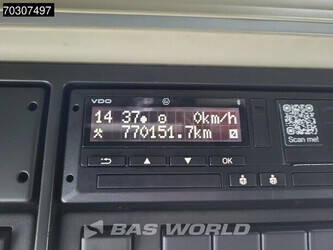 70307497
VDO
14 37 0km/h
770151.7km
OK
Scan me!
BAS WORLD